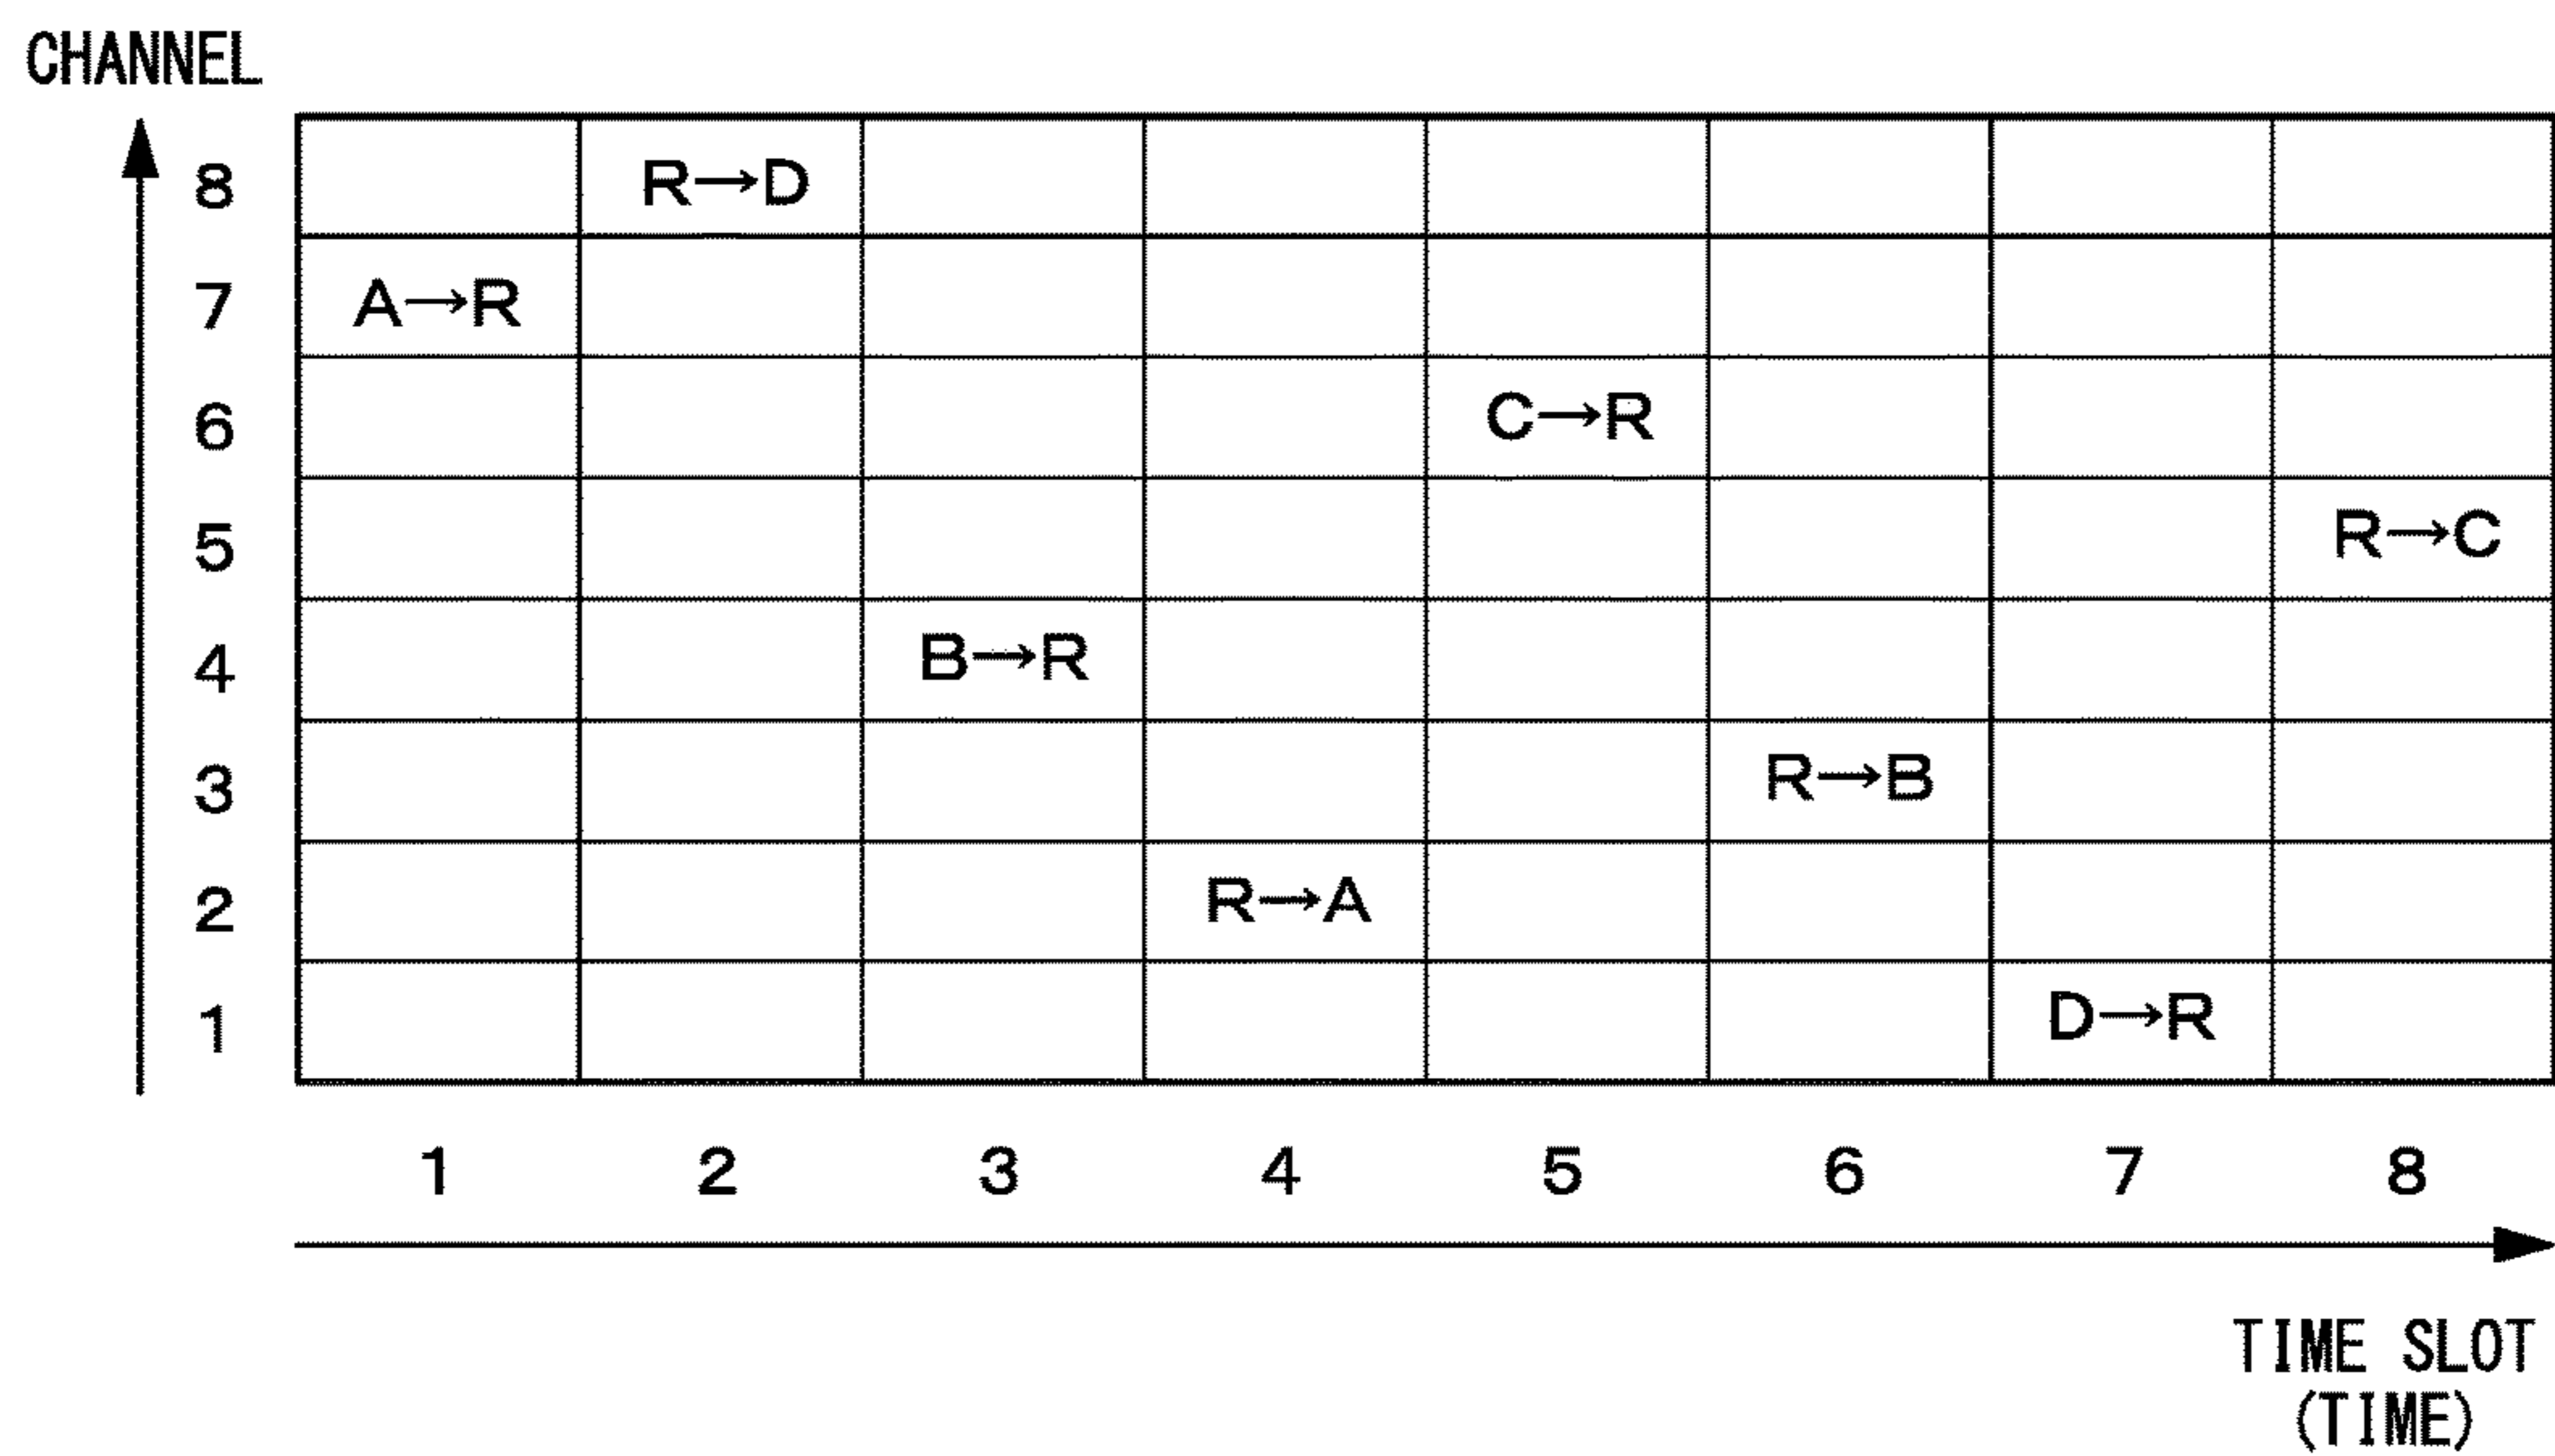 CHANNEL
8 R→D
7 A→R
6 C→R
5 R→C
4 B→R
3 R→B
2 R→A
1 D→R
1 2 3 4 5 6 7 8
TIME SLOT
(TIME)